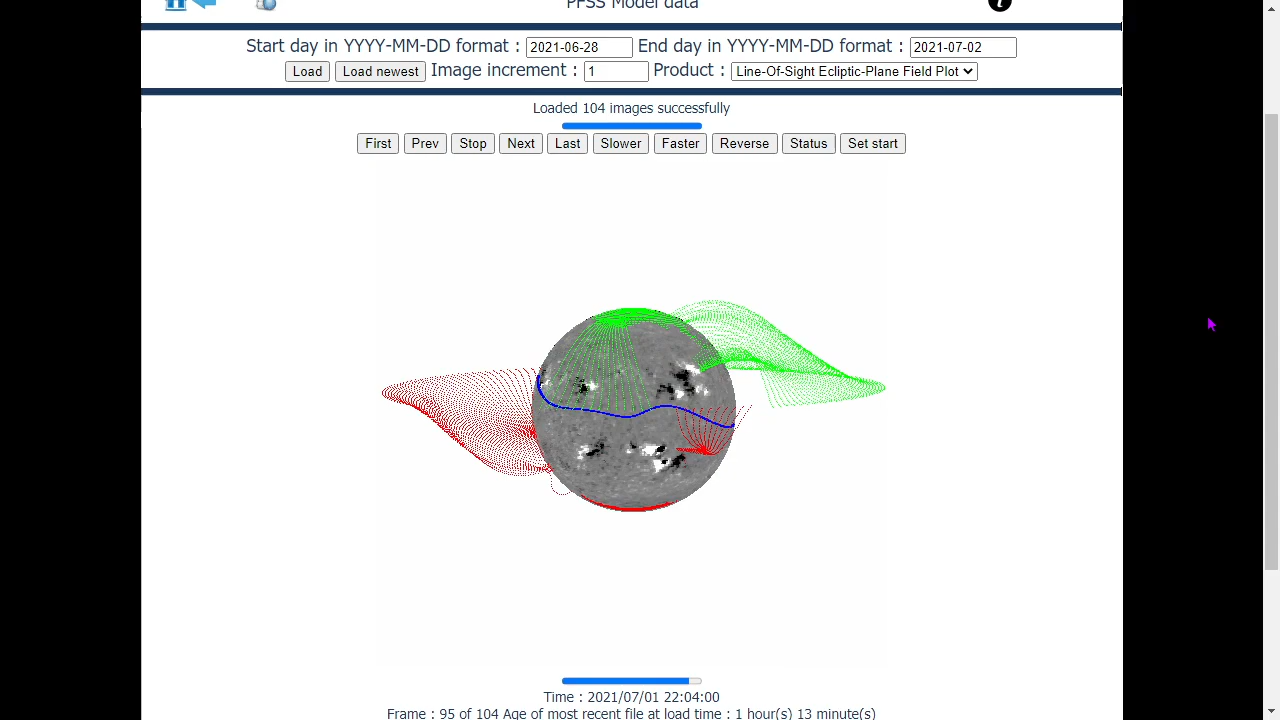 PFSS Model data
Start day in YYYY-MM-DD format : 2021-06-28 End day in YYYY-MM-DD format : 2021-07-02
Load Load newest Image increment : 1 Product : Line-Of-Sight Ecliptic-Plane Field Plot
Loaded 104 images successfully
First Prev Stop Next Last Slower Faster Reverse Status Set start
Time : 2021/07/01 22:04:00
Frame : 95 of 104 Age of most recent file at load time : 1 hour(s) 13 minute(s)